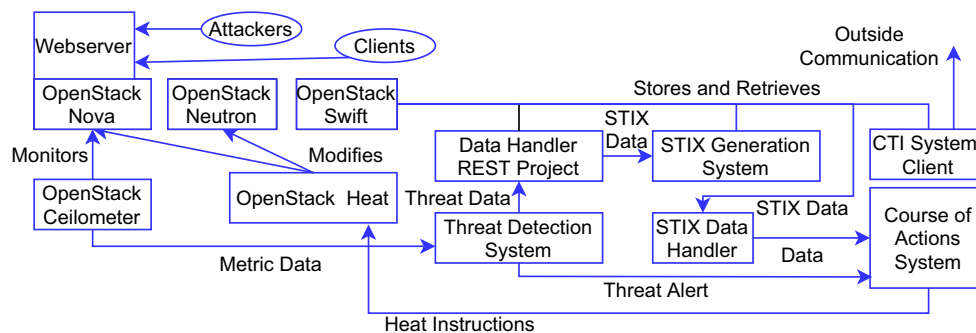 Attackers
Outside
Communication
Webserver
Clients
OpenStack
Nova
OpenStack
Neutron
OpenStack
Swift
Stores and Retrieves
STIX
Data
Data Handler
REST Project
STIX Generation
System
CTI System
Client
Monitors
Modifies
OpenStack
Ceilometer
OpenStack Heat
Threat Data
STIX Data
Threat Detection
System
STIX Data
Handler
Course of
Actions
System
Data
Metric Data
Threat Alert
Heat Instructions